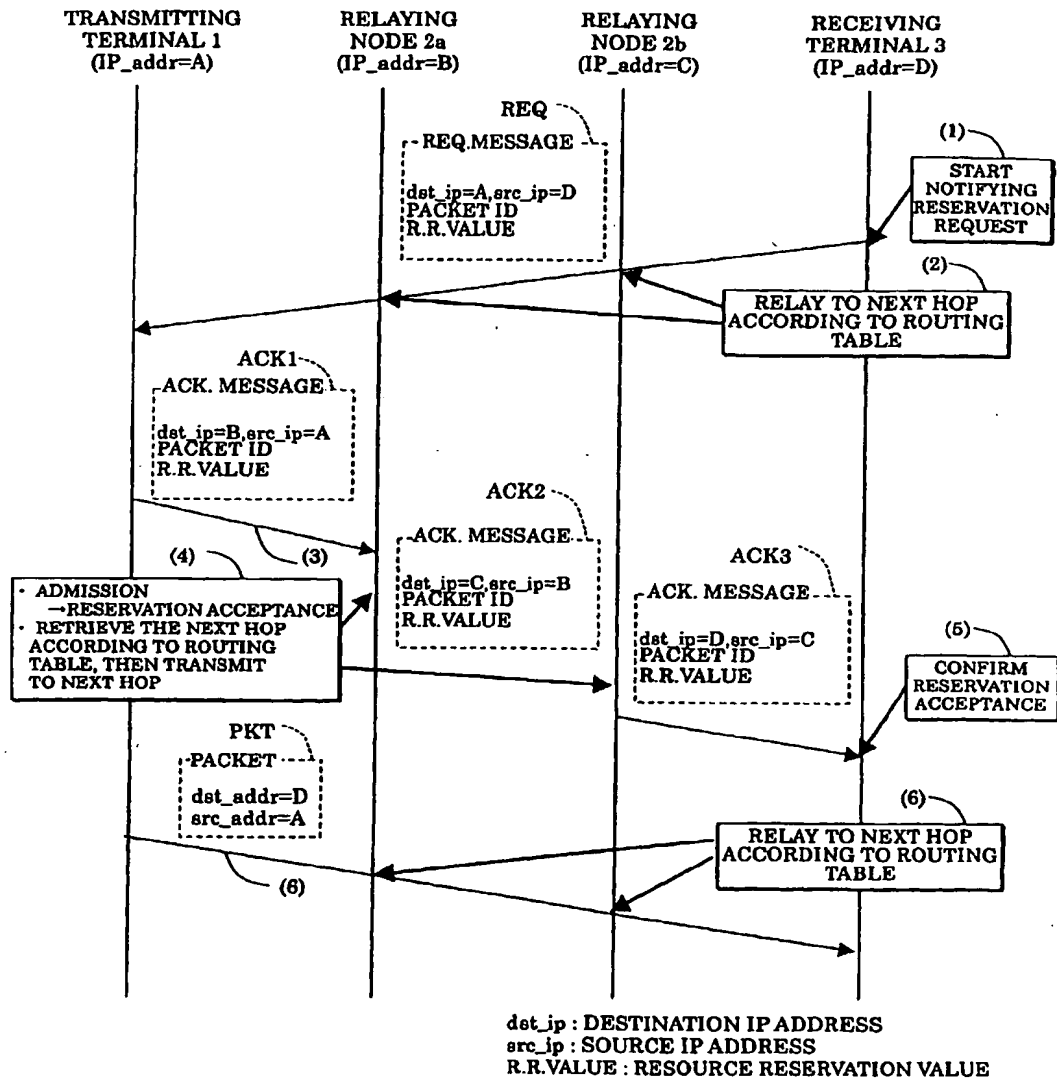 TRANSMITTING
TERMINAL 1
(IP_addr=A)
RELAYING
NODE 2a
(IP_addr=B)
RELAYING
NODE 2b
(IP_addr=C)
RECEIVING
TERMINAL 3
(IP_addr=D)
REQ
REQ.MESSAGE
dst_ip=A,src_ip=D
PACKET ID
R.R.VALUE
(1)
START
NOTIFYING
RESERVATION
REQUEST
(2)
RELAY TO NEXT HOP
ACCORDING TO ROUTING
TABLE
ACK1
ACK. MESSAGE
dst_ip=B,src_ip=A
PACKET ID
R.R.VALUE
(3)
(4)
· ADMISSION
→RESERVATION ACCEPTANCE
· RETRIEVE THE NEXT HOP
ACCORDING TO ROUTING
TABLE, THEN TRANSMIT
TO NEXT HOP
ACK2
ACK. MESSAGE
dst_ip=C,src_ip=B
PACKET ID
R.R.VALUE
ACK3
ACK. MESSAGE
dst_ip=D,src_ip=C
PACKET ID
R.R.VALUE
(5)
CONFIRM
RESERVATION
ACCEPTANCE
PKT
PACKET
dst_addr=D
src_addr=A
(6)
(6)
RELAY TO NEXT HOP
ACCORDING TO ROUTING
TABLE
dst_ip : DESTINATION IP ADDRESS
src_ip : SOURCE IP ADDRESS
R.R.VALUE : RESOURCE RESERVATION VALUE